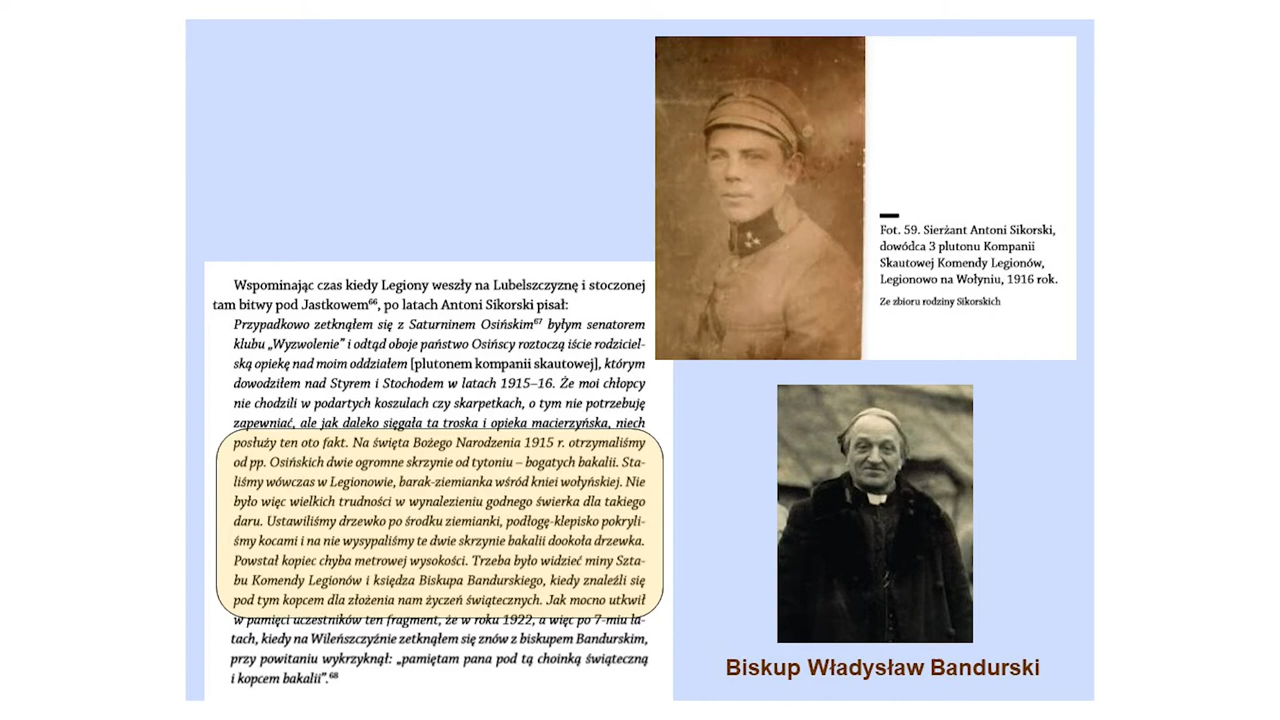 Wspominając czas kiedy Legiony weszły na Lubelszczyznę i stoczonej
tam bitwy pod Jastkowem⁶⁶, po latach Antoni Sikorski pisał:
Przypadkowo zetknąłem się z Saturninem Osińskim⁶⁷ byłym senatorem
klubu „Wyzwolenie” i odtąd oboje państwo Osińscy roztoczą iście rodziciel-
ską opiekę nad moim oddziałem [plutonem kompanii skautowej], którym
dowodziłem nad Styrem i Stochodem w latach 1915–16. Że moi chłopcy
nie chodzili w podartych koszulach czy skarpetkach, o tym nie potrzebuję
zapewniać, ale jak daleko sięgała ta troska i opieka macierzyńska, niech
posłuży ten oto fakt. Na święta Bożego Narodzenia 1915 r. otrzymaliśmy
od pp. Osińskich dwie ogromne skrzynie od tytoniu – bogatych bakalii. Sta-
liśmy wówczas w Legionowie, barak-ziemianka wśród kniei wołyńskiej. Nie
było więc wielkich trudności w wynalezieniu godnego świerka dla takiego
daru. Ustawiliśmy drzewko po środku ziemianki, podłogę-klepisko pokryli-
śmy kocami i na nie wysypaliśmy te dwie skrzynie bakalii dookoła drzewka.
Powstał kopiec chyba metrowej wysokości. Trzeba było widzieć miny Szta-
bu Komendy Legionów i księdza Biskupa Bandurskiego, kiedy znaleźli się
pod tym kopcem dla złożenia nam życzeń świątecznych. Jak mocno utkwił
w pamięci uczestników ten fragment, że w roku 1922, a więc po 7-miu la-
tach, kiedy na Wileńszczyźnie zetknąłem się znów z biskupem Bandurskim,
przy powitaniu wykrzyknął: „pamiętam pana pod tą choinką świąteczną
i kopcem bakalii”.⁶⁸
Fot. 59. Sierżant Antoni Sikorski,
dowódca 3 plutonu Kompanii
Skautowej Komendy Legionów,
Legionowo na Wołyniu, 1916 rok.
Ze zbioru rodziny Sikorskich
Biskup Władysław Bandurski